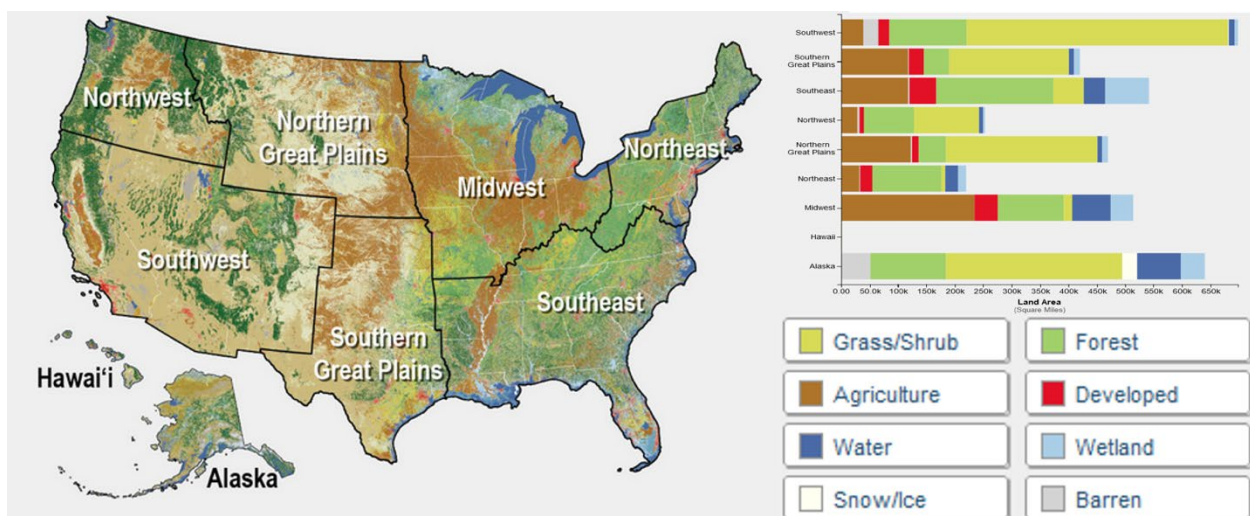 Northwest
Northern
Great Plains
Midwest
Northeast
Southwest
Southeast
Southern
Great Plains
Hawai‘i
Alaska
Southwest
Southern
Great Plains
Southeast
Northwest
Northern
Great Plains
Northeast
Midwest
Hawaii
Alaska
0.00 50.0k 100k 150k 200k 250k 300k 350k 400k 450k 500k 550k 600k 650k
Land Area
(Square Miles)
Grass/Shrub Forest
Agriculture Developed
Water Wetland
Snow/Ice Barren